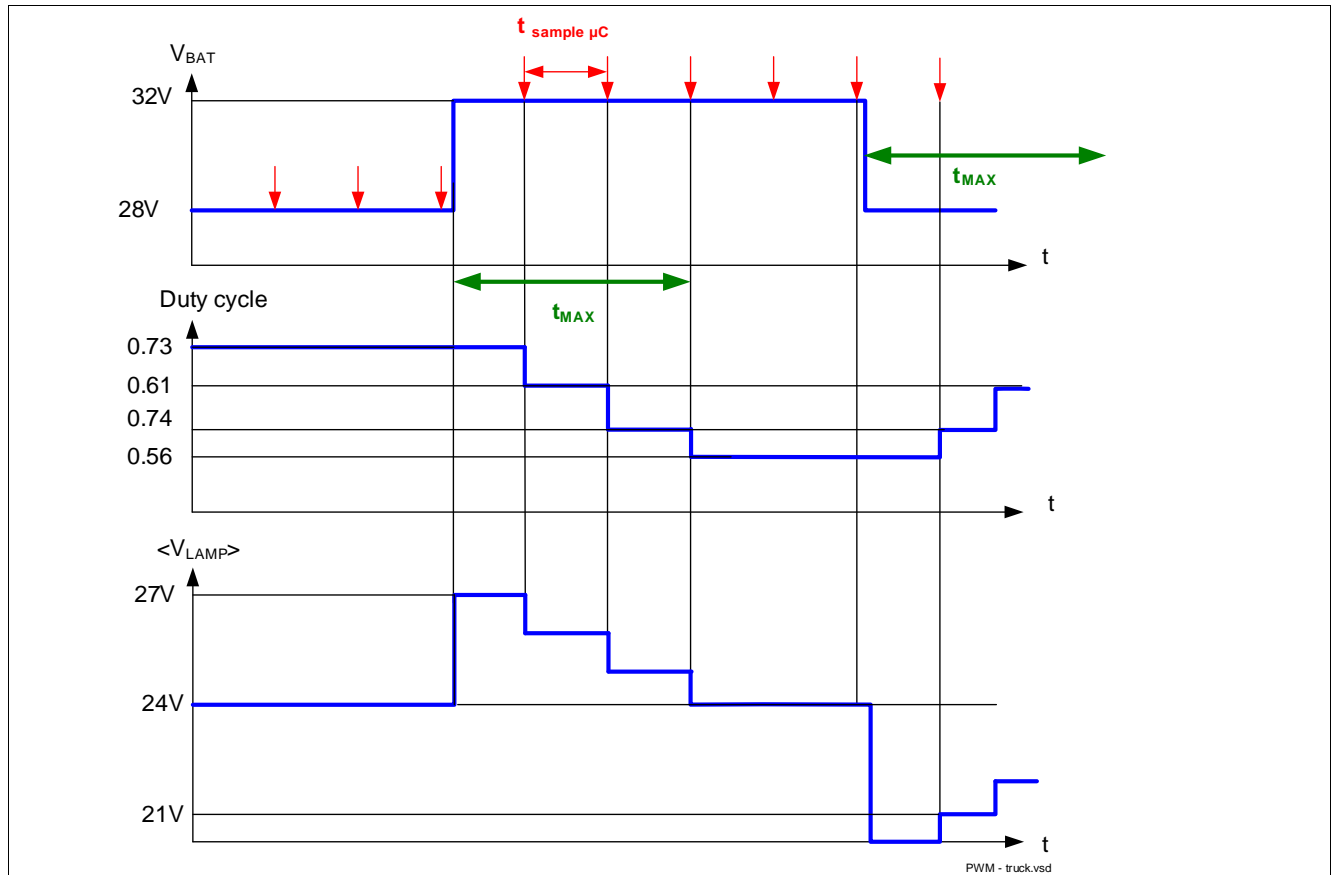 t sample µC
VBAT
32V
28V
t
tMAX
tMAX
Duty cycle
0.73
0.61
0.74
0.56
t
<VLAMP>
27V
24V
21V
t
PWM - truck.vsd